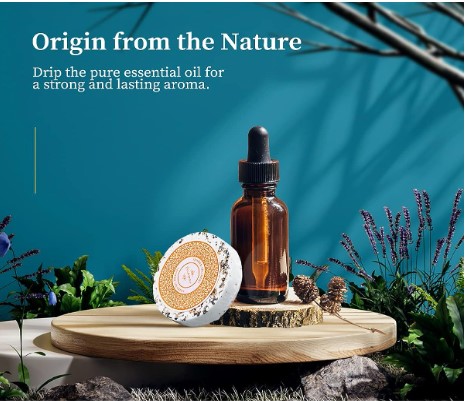 Origin from the Nature
Drip the pure essential oil for
a strong and lasting aroma.